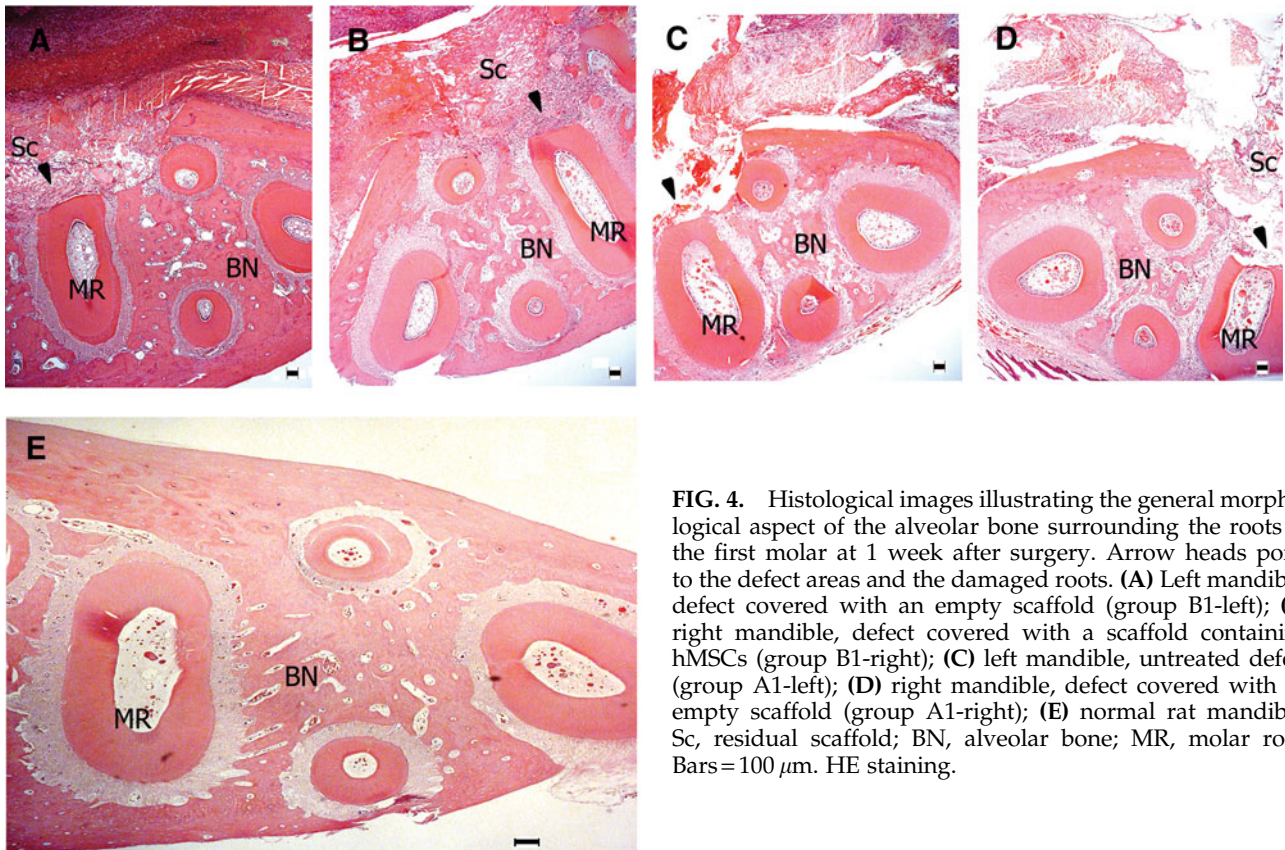 A
Sc
MR
BN
B
Sc
BN
MR
C
BN
MR
D
Sc
BN
MR
E
BN
MR
FIG. 4. Histological images illustrating the general morph
logical aspect of the alveolar bone surrounding the roots
the first molar at 1 week after surgery. Arrow heads poi
to the defect areas and the damaged roots. (A) Left mandib
defect covered with an empty scaffold (group B1-left); (
right mandible, defect covered with a scaffold containi
hMSCs (group B1-right); (C) left mandible, untreated defe
(group A1-left); (D) right mandible, defect covered with
empty scaffold (group A1-right); (E) normal rat mandib
Sc, residual scaffold; BN, alveolar bone; MR, molar ro
Bars = 100 μm. HE staining.